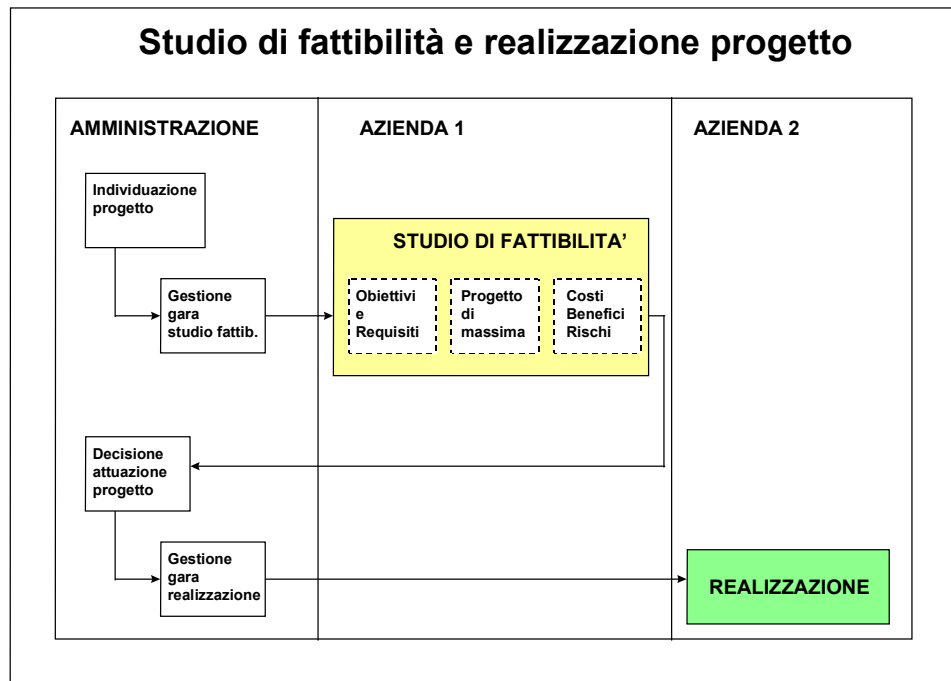 Studio di fattibilità e realizzazione progetto
AMMINISTRAZIONE
AZIENDA 1
AZIENDA 2
Individuazione
progetto
Gestione
gara
studio fattib.
STUDIO DI FATTIBILITA’
Obiettivi
e
Requisiti
Progetto
di
massima
Costi
Benefici
Rischi
Decisione
attuazione
progetto
Gestione
gara
realizzazione
REALIZZAZIONE